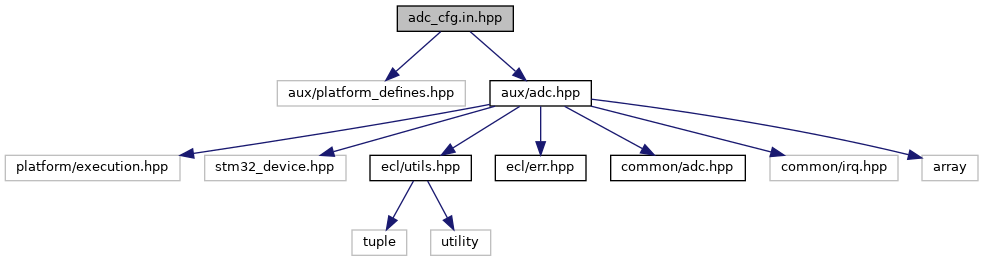 adc_cfg.in.hpp
aux/platform_defines.hpp
aux/adc.hpp
platform/execution.hpp
stm32_device.hpp
ecl/utils.hpp
ecl/err.hpp
common/adc.hpp
common/irq.hpp
array
tuple
utility